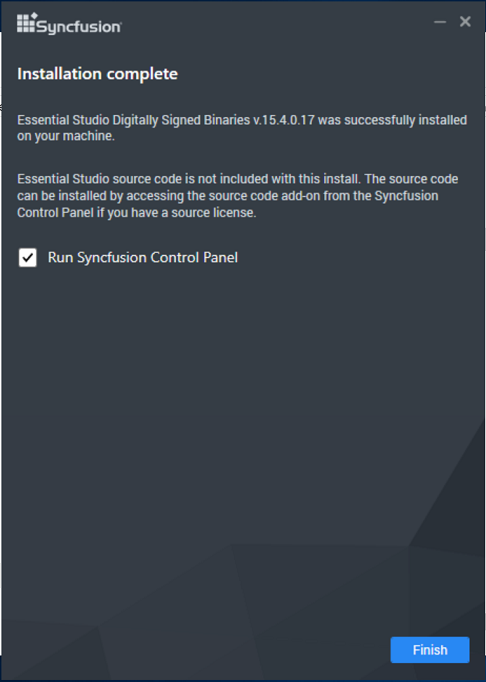 Syncfusion
Installation complete
Essential Studio Digitally Signed Binaries v.15.4.0.17 was successfully installed
on your machine.
Essential Studio source code is not included with this install. The source code
can be installed by accessing the source code add-on from the Syncfusion
Control Panel if you have a source license.
Run Syncfusion Control Panel
Finish